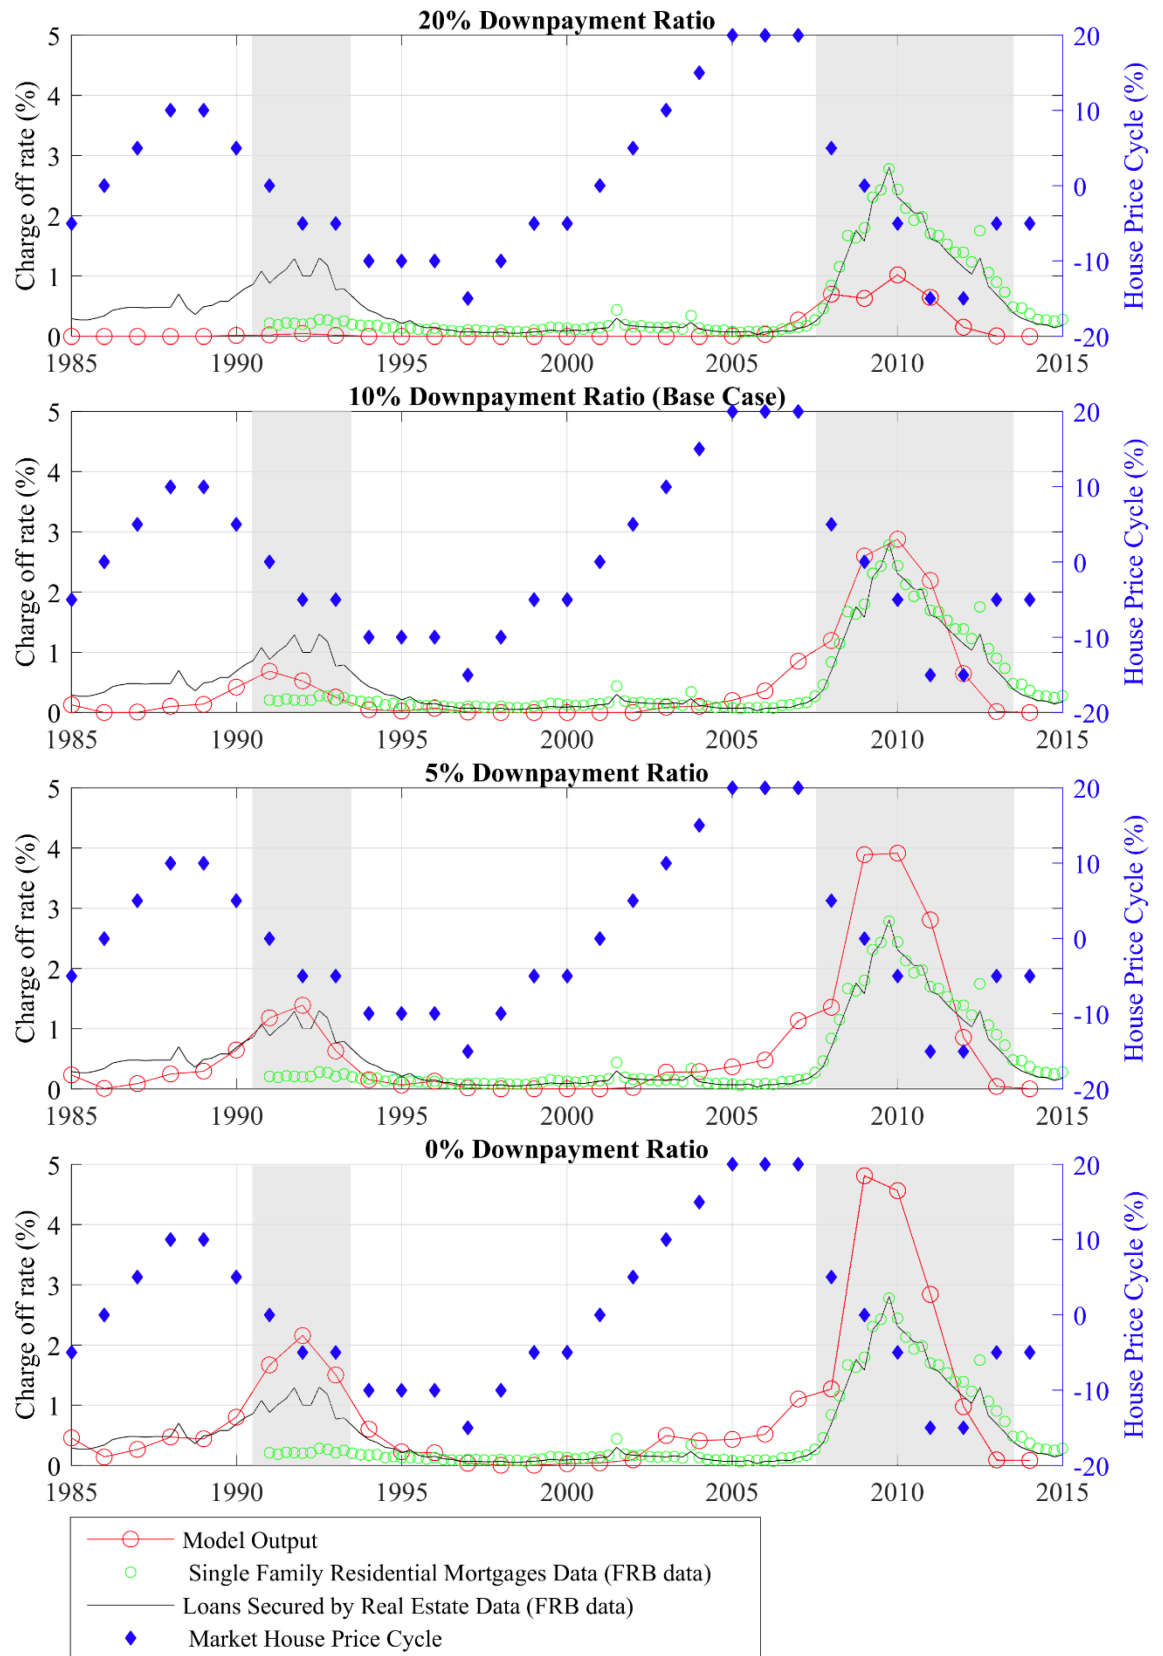 20% Downpayment Ratio
Charge off rate (%)
5
4
3
2
1
0
20
10
0
-10
-20
House Price Cycle (%)
1985 1990 1995 2000 2005 2010 2015
10% Downpayment Ratio (Base Case)
Charge off rate (%)
5
4
3
2
1
0
20
10
0
-10
-20
House Price Cycle (%)
1985 1990 1995 2000 2005 2010 2015
5% Downpayment Ratio
Charge off rate (%)
5
4
3
2
1
0
20
10
0
-10
-20
House Price Cycle (%)
1985 1990 1995 2000 2005 2010 2015
0% Downpayment Ratio
Charge off rate (%)
5
4
3
2
1
0
20
10
0
-10
-20
House Price Cycle (%)
1985 1990 1995 2000 2005 2010 2015
Model Output
Single Family Residential Mortgages Data (FRB data)
Loans Secured by Real Estate Data (FRB data)
Market House Price Cycle